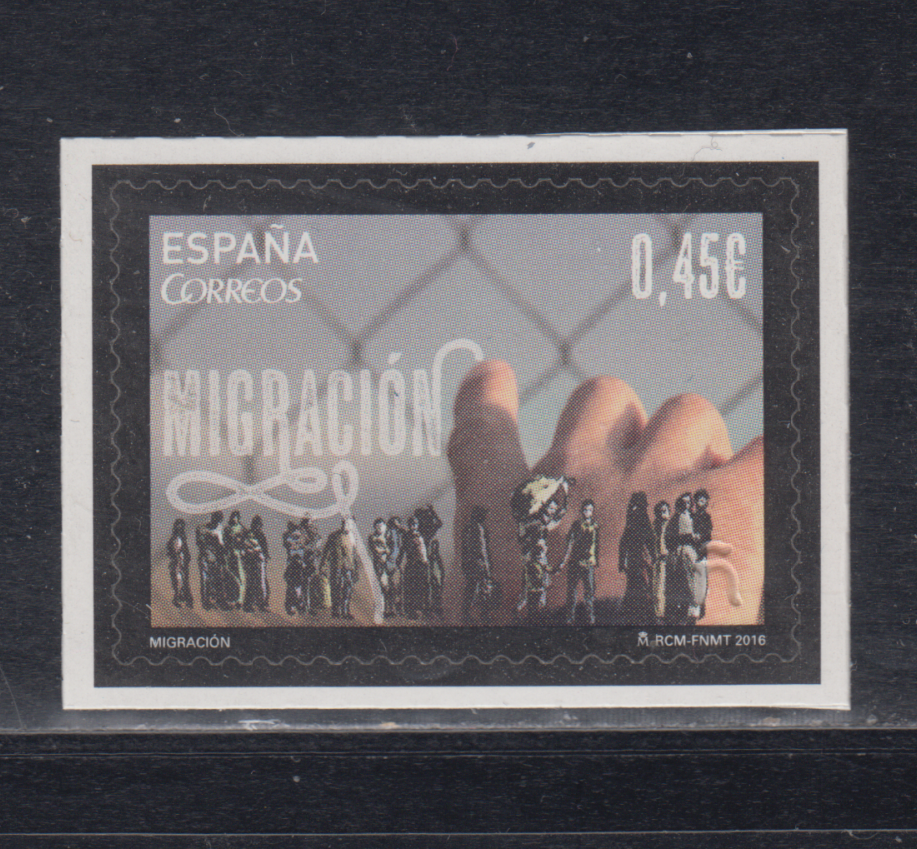 ESPAÑA
CORREOS
0,45€
MIGRACIÓN
MIGRACIÓN
RCM-FNMT 2016